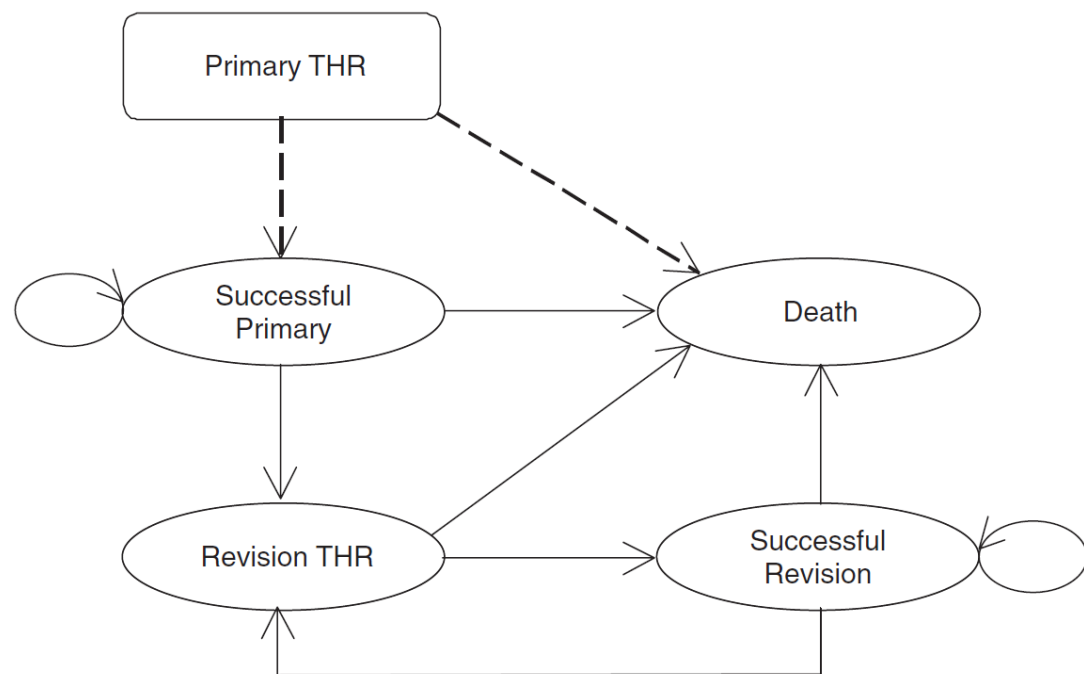 Primary THR
Successful
Primary
Death
Revision THR
Successful
Revision